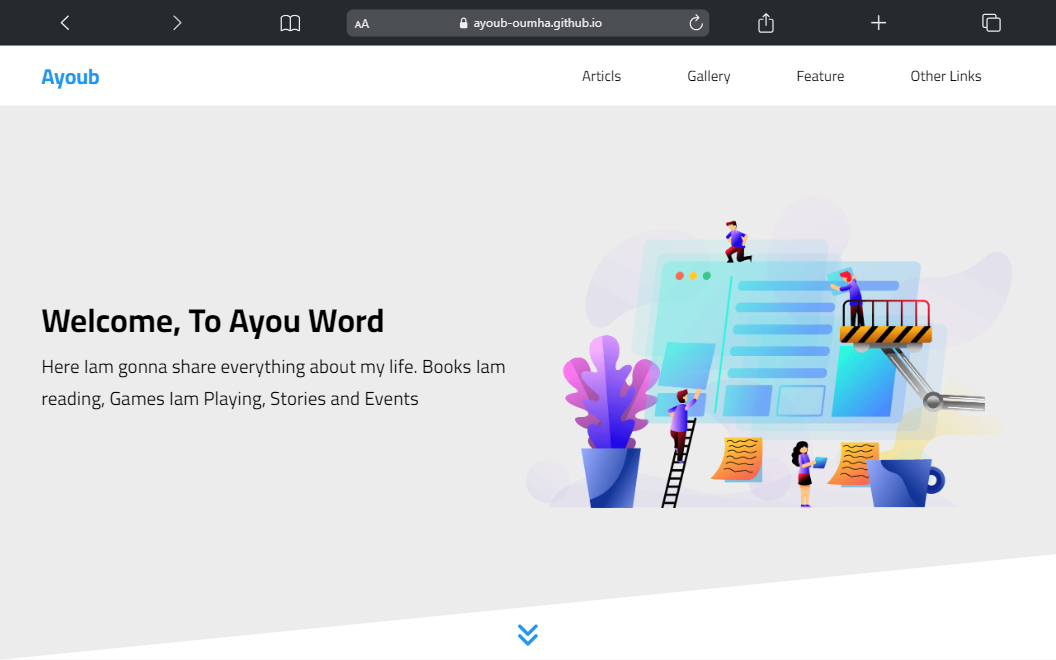 AA
ayoub-oumha.github.io
Ayoub
Articls
Gallery
Feature
Other Links
Welcome, To Ayou Word
Here Iam gonna share everything about my life. Books Iam
reading, Games Iam Playing, Stories and Events